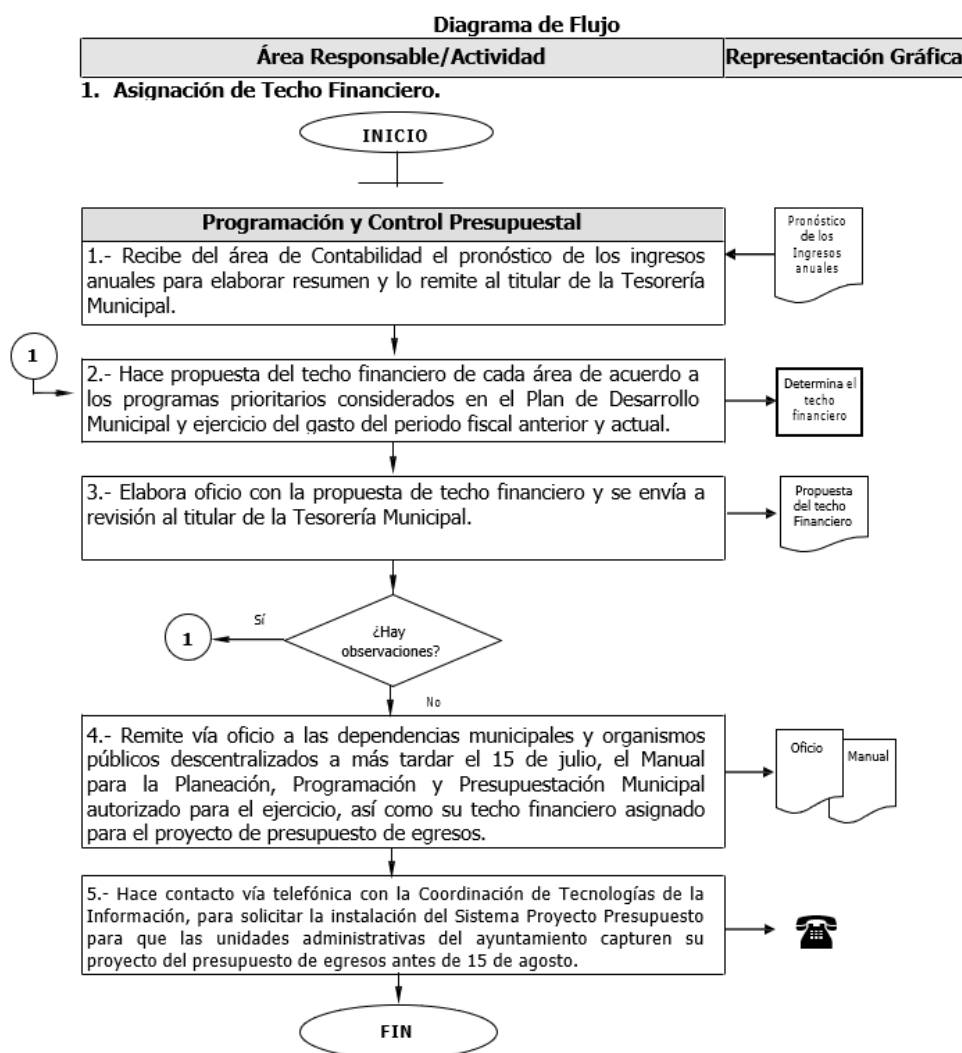 Diagrama de Flujo
Área Responsable/Actividad
Representación Gráfica
1. Asignación de Techo Financiero.
INICIO
Programación y Control Presupuestal
1.- Recibe del área de Contabilidad el pronóstico de los ingresos
anuales para elaborar resumen y lo remite al titular de la Tesorería
Municipal.
Pronóstico
de los
Ingresos
anuales
1
2.- Hace propuesta del techo financiero de cada área de acuerdo a
los programas prioritarios considerados en el Plan de Desarrollo
Municipal y ejercicio del gasto del periodo fiscal anterior y actual.
Determina el
techo
financiero
3.- Elabora oficio con la propuesta de techo financiero y se envía a
revisión al titular de la Tesorería Municipal.
Propuesta
del techo
Financiero
Sí
1
¿Hay
observaciones?
No
4.- Remite vía oficio a las dependencias municipales y organismos
públicos descentralizados a más tardar el 15 de julio, el Manual
para la Planeación, Programación y Presupuestación Municipal
autorizado para el ejercicio, así como su techo financiero asignado
para el proyecto de presupuesto de egresos.
Oficio
Manual
5.- Hace contacto vía telefónica con la Coordinación de Tecnologías de la
Información, para solicitar la instalación del Sistema Proyecto Presupuesto
para que las unidades administrativas del ayuntamiento capturen su
proyecto del presupuesto de egresos antes de 15 de agosto.
FIN